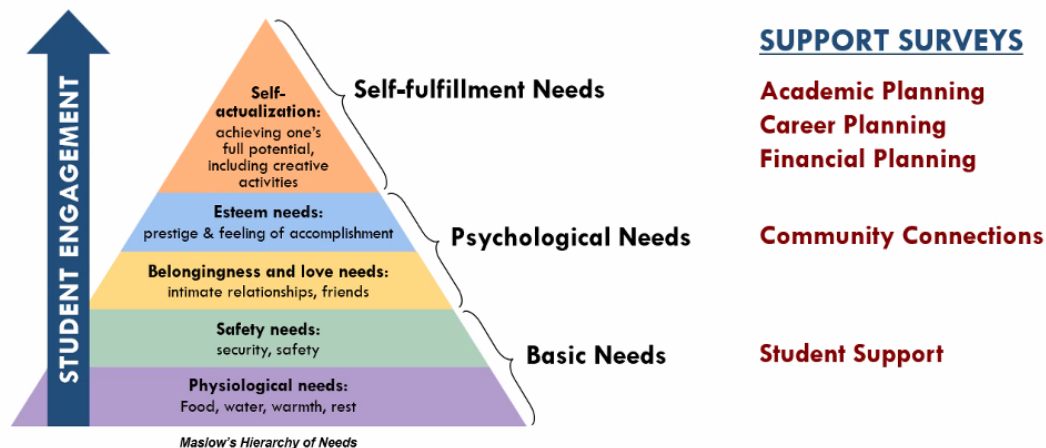 STUDENT ENGAGEMENT
Self-
actualization:
achieving one's
full potential,
including creative
activities
Esteem needs:
prestige & feeling of accomplishment
Belongingness and love needs:
intimate relationships, friends
Safety needs:
security, safety
Physiological needs:
Food, water, warmth, rest
Maslow's Hierarchy of Needs
Self-fulfillment Needs
Psychological Needs
Basic Needs
SUPPORT SURVEYS
Academic Planning
Career Planning
Financial Planning
Community Connections
Student Support